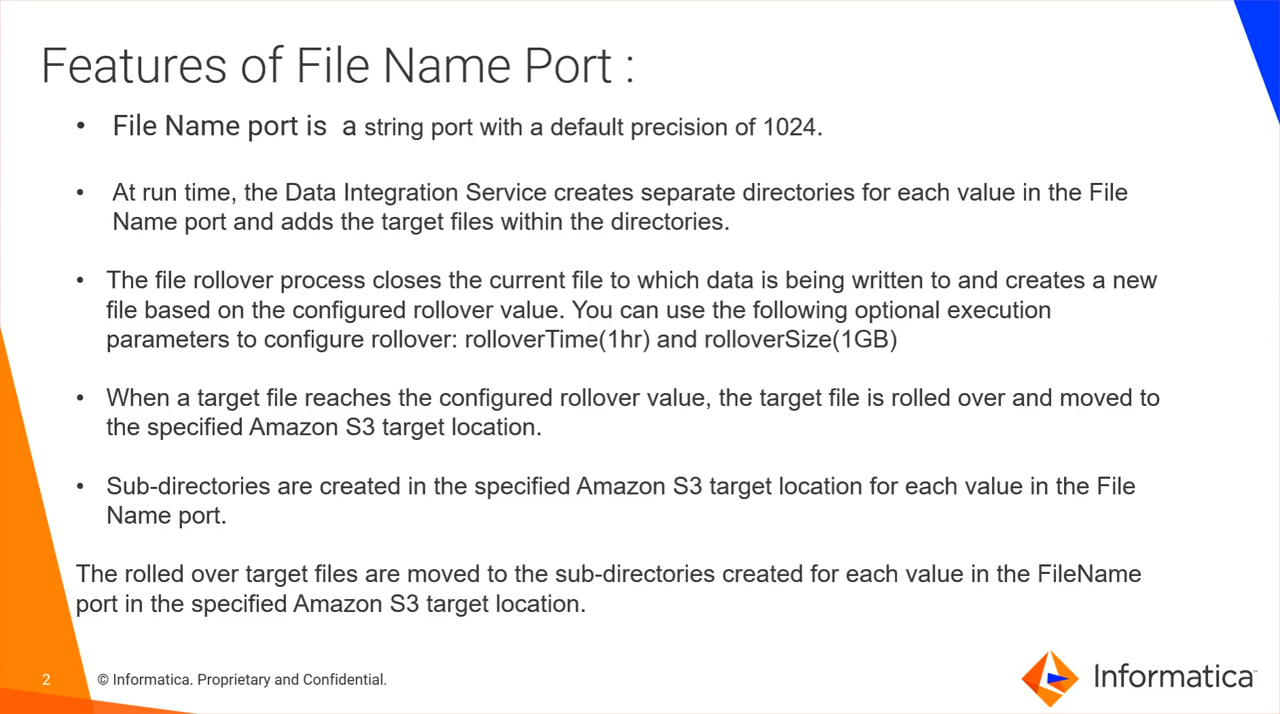 Features of File Name Port :
• File Name port is a string port with a default precision of 1024.
• At run time, the Data Integration Service creates separate directories for each value in the File
Name port and adds the target files within the directories.
• The file rollover process closes the current file to which data is being written to and creates a new
file based on the configured rollover value. You can use the following optional execution
parameters to configure rollover: rolloverTime(1hr) and rolloverSize(1GB)
• When a target file reaches the configured rollover value, the target file is rolled over and moved to
the specified Amazon S3 target location.
• Sub-directories are created in the specified Amazon S3 target location for each value in the File
Name port.
The rolled over target files are moved to the sub-directories created for each value in the FileName
port in the specified Amazon S3 target location.
2 © Informatica. Proprietary and Confidential.
Informatica